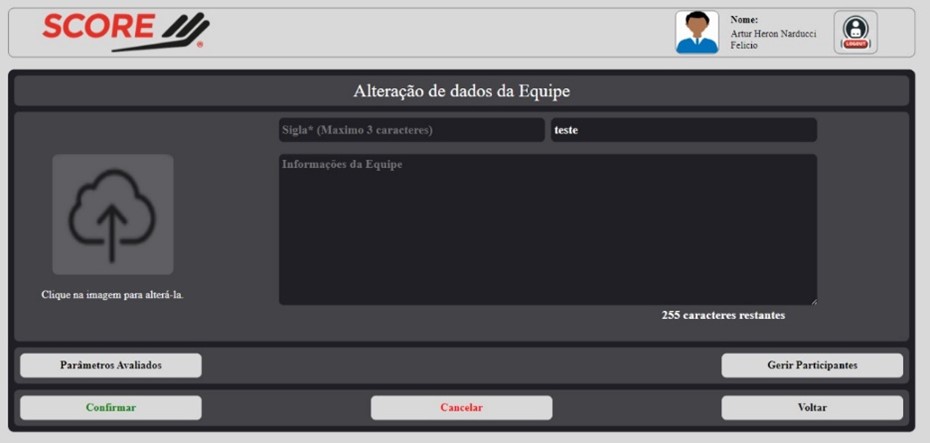 SCORE
Nome:
Artur Heron Narducci
Felicio
LOGOUT
Alteração de dados da Equipe
Sigla* (Maximo 3 caracteres)
teste
Informações da Equipe
Clique na imagem para alterá-la.
255 caracteres restantes
Parâmetros Avaliados
Gerir Participantes
Confirmar
Cancelar
Voltar